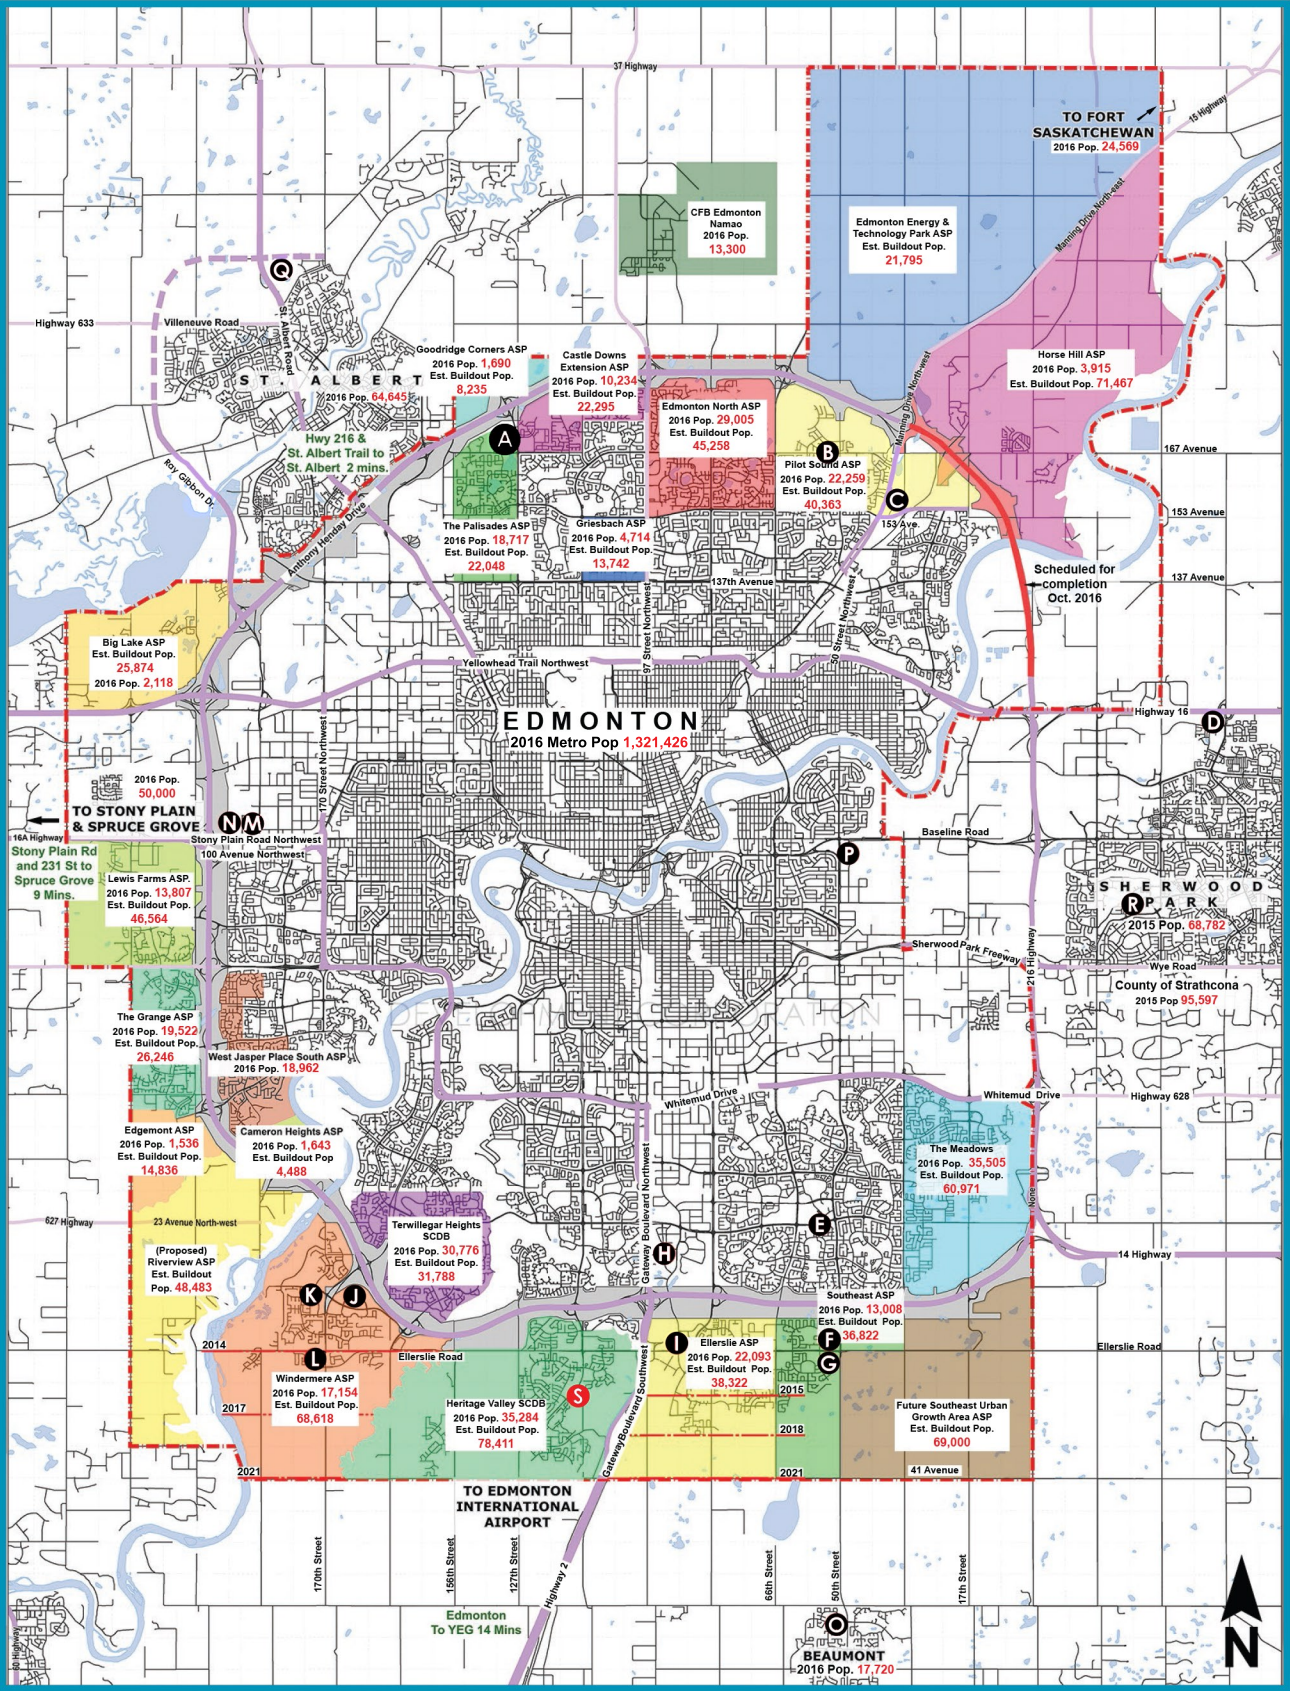 37 Highway
15 Highway
TO FORT
SASKATCHEWAN
2016 Pop. 24,569
Manning Drive North-east
CFB Edmonton
Namao
2016 Pop.
13,300
Edmonton Energy &
Technology Park ASP
Est. Buildout Pop.
21,795
Q
Highway 633
Villeneuve Road
St. Albert Road
ST. ALBERT
2016 Pop. 64,645
Goodridge Corners ASP
2016 Pop. 1,690
Est. Buildout Pop.
8,235
Castle Downs
Extension ASP
2016 Pop. 10,234
Est. Buildout Pop.
22,295
Horse Hill ASP
2016 Pop. 3,915
Est. Buildout Pop. 71,467
Manning Drive North-west
Edmonton North ASP
2016 Pop. 29,005
Est. Buildout Pop.
45,258
Hwy 216 &
St. Albert Trail to
St. Albert 2 mins.
A
B
167 Avenue
Pilot Sound ASP
2016 Pop. 22,259
Est. Buildout Pop.
40,363
C
Roy Gibbon Dr.
Anthony Henday Drive
The Palisades ASP
2016 Pop. 18,717
Est. Buildout Pop.
22,048
Griesbach ASP
2016 Pop. 4,714
Est. Buildout Pop.
13,742
153 Ave.
153 Avenue
Scheduled for
completion
Oct. 2016
137th Avenue
137 Avenue
97 Street Northwest
50 Street Northwest
Big Lake ASP
Est. Buildout Pop.
25,874
2016 Pop. 2,118
Yellowhead Trail Northwest
EDMONTON
2016 Metro Pop 1,321,426
Highway 16
D
170 Street Northwest
2016 Pop.
50,000
TO STONY PLAIN
& SPRUCE GROVE
N
M
16A Highway
Stony Plain Road Northwest
100 Avenue Northwest
Baseline Road
P
Stony Plain Rd
and 231 St to
Spruce Grove
9 Mins.
Lewis Farms ASP.
2016 Pop. 13,807
Est. Buildout Pop.
46,564
SHERWOOD
R
PARK
2015 Pop. 68,782
Sherwood Park Freeway
216 Highway
Wye Road
County of Strathcona
2015 Pop 95,597
DEVELOPMENT CORPORATION
The Grange ASP
2016 Pop. 19,522
Est. Buildout Pop.
26,246
West Jasper Place South ASP
2016 Pop. 18,962
Whitemud Drive
Whitemud Drive
Highway 628
Edgemont ASP
2016 Pop. 1,536
Est. Buildout Pop.
14,836
Cameron Heights ASP
2016 Pop. 1,643
Est. Buildout Pop
4,488
The Meadows
2016 Pop. 35,505
Est. Buildout Pop.
60,971
None
Gateway Boulevard Northwest
627 Highway
23 Avenue North-west
Terwillegar Heights
SCDB
2016 Pop. 30,776
Est. Buildout Pop.
31,788
E
H
14 Highway
(Proposed)
Riverview ASP
Est. Buildout
Pop. 48,483
K
J
Southeast ASP
2016 Pop. 13,008
Est. Buildout Pop.
36,822
F
G
I
2014
Ellerslie Road
Ellerslie Road
L
Ellerslie ASP
2016 Pop. 22,093
Est. Buildout Pop.
38,322
Windermere ASP
2016 Pop. 17,154
Est. Buildout Pop.
68,618
2015
S
Heritage Valley SCDB
2016 Pop. 35,284
Est. Buildout Pop.
78,411
Gateway Boulevard Southwest
2017
2018
Future Southeast Urban
Growth Area ASP
Est. Buildout Pop.
69,000
2021
2021
41 Avenue
TO EDMONTON
INTERNATIONAL
AIRPORT
170th Street
156th Street
127th Street
Highway 2
66th Street
50th Street
17th Street
Edmonton
To YEG 14 Mins
O
BEAUMONT
2016 Pop. 17,720
60 Highway
N